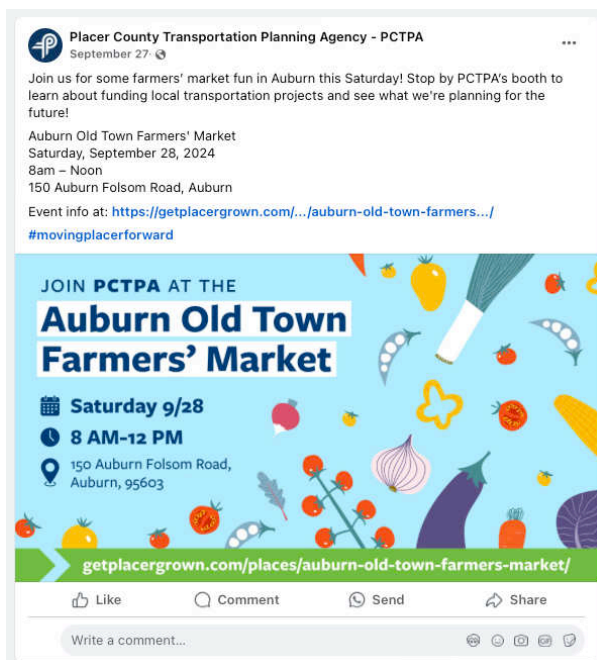 Placer County Transportation Planning Agency - PCTPA
September 27 ·
Join us for some farmers' market fun in Auburn this Saturday! Stop by PCTPA's booth to
learn about funding local transportation projects and see what we're planning for the
future!
Auburn Old Town Farmers' Market
Saturday, September 28, 2024
8am – Noon
150 Auburn Folsom Road, Auburn
Event info at: https://getplacergrown.com/.../auburn-old-town-farmers.../
#movingplacerforward
JOIN PCTPA AT THE
Auburn Old Town
Farmers' Market
Saturday 9/28
8 AM-12 PM
150 Auburn Folsom Road,
Auburn, 95603
getplacergrown.com/places/auburn-old-town-farmers-market/
Like Comment Send Share
Write a comment...
GIF